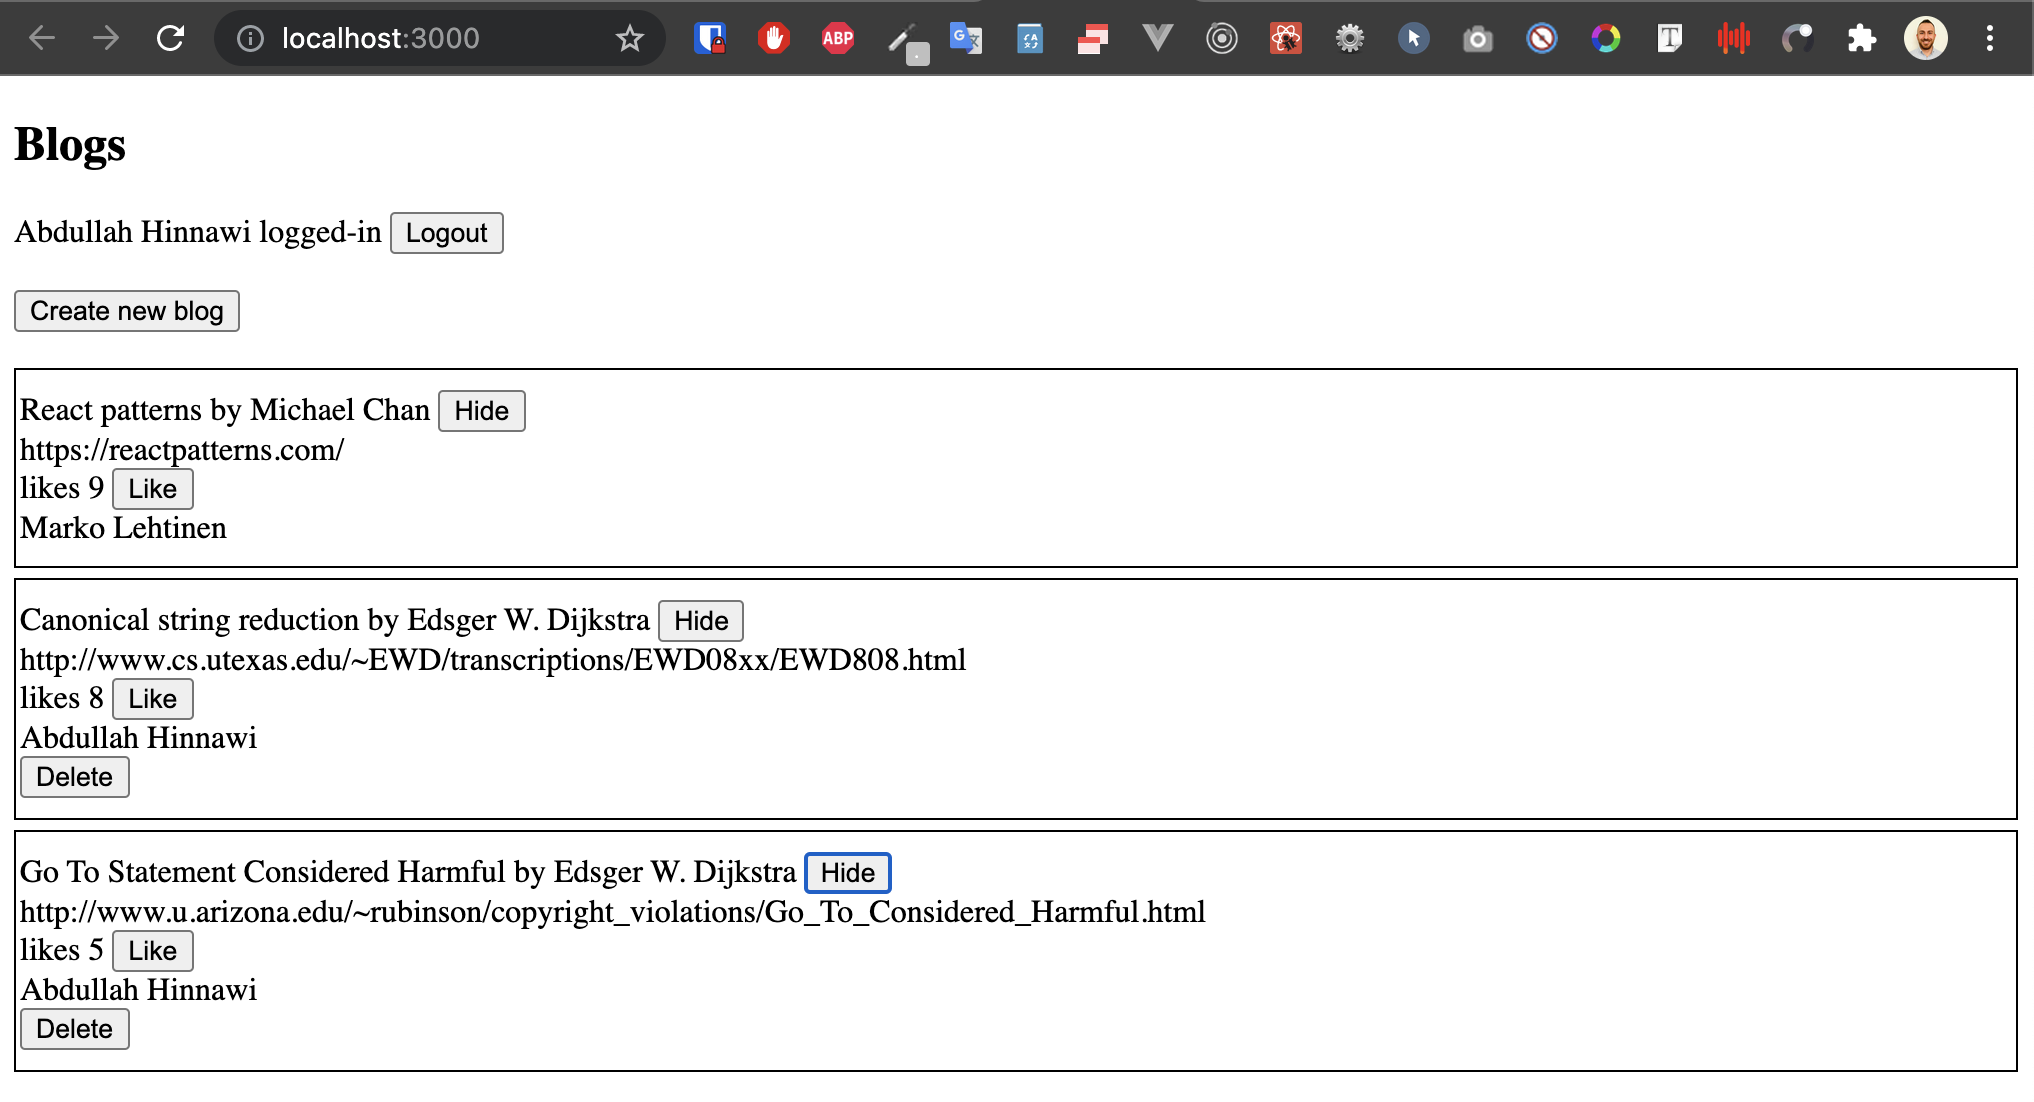 localhost:3000
ABP
Blogs
Abdullah Hinnawi logged-in Logout
Create new blog
React patterns by Michael Chan Hide
https://reactpatterns.com/
likes 9 Like
Marko Lehtinen
Canonical string reduction by Edsger W. Dijkstra Hide
http://www.cs.utexas.edu/~EWD/transcriptions/EWD08xx/EWD808.html
likes 8 Like
Abdullah Hinnawi
Delete
Go To Statement Considered Harmful by Edsger W. Dijkstra Hide
http://www.u.arizona.edu/~rubinson/copyright_violations/Go_To_Considered_Harmful.html
likes 5 Like
Abdullah Hinnawi
Delete